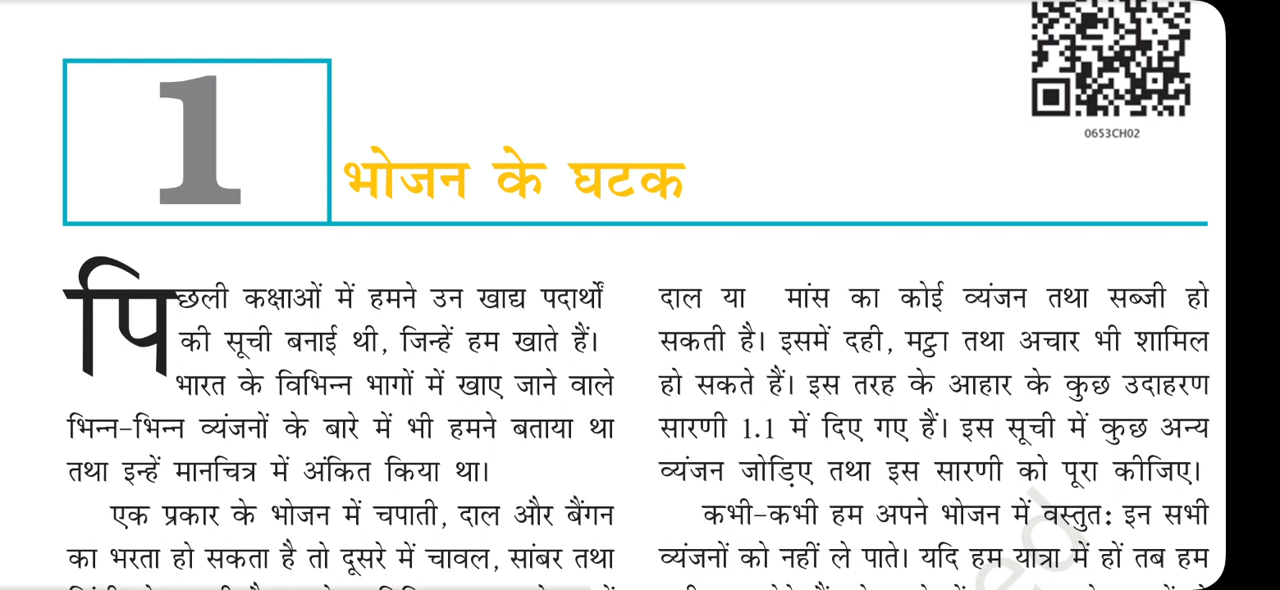 0653CH02
1
भोजन के घटक
पिछली कक्षाओं में हमने उन खाद्य पदार्थों
की सूची बनाई थी, जिन्हें हम खाते हैं।
भारत के विभिन्न भागों में खाए जाने वाले
भिन्न-भिन्न व्यंजनों के बारे में भी हमने बताया था
तथा इन्हें मानचित्र में अंकित किया था।
एक प्रकार के भोजन में चपाती, दाल और बैंगन
का भरता हो सकता है तो दूसरे में चावल, सांबर तथा
दाल या मांस का कोई व्यंजन तथा सब्जी हो
सकती है। इसमें दही, मट्ठा तथा अचार भी शामिल
हो सकते हैं। इस तरह के आहार के कुछ उदाहरण
सारणी 1.1 में दिए गए हैं। इस सूची में कुछ अन्य
व्यंजन जोड़िए तथा इस सारणी को पूरा कीजिए।
कभी-कभी हम अपने भोजन में वस्तुत: इन सभी
व्यंजनों को नहीं ले पाते। यदि हम यात्रा में हों तब हम